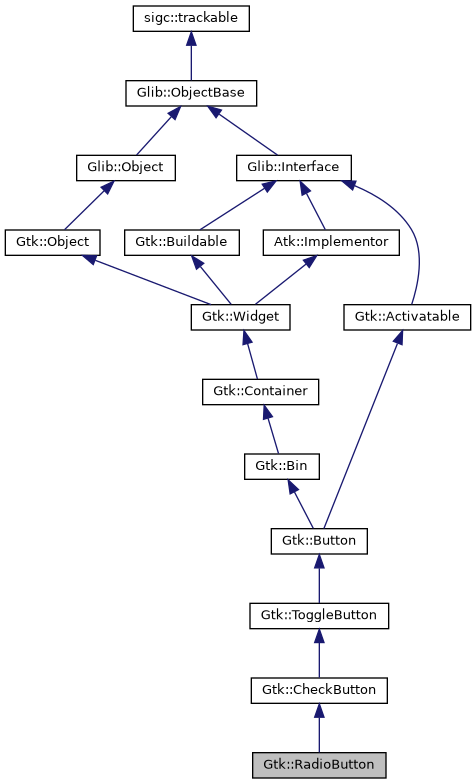 sigc::trackable
Glib::ObjectBase
Glib::Object
Glib::Interface
Gtk::Object
Gtk::Buildable
Atk::Implementor
Gtk::Widget
Gtk::Activatable
Gtk::Container
Gtk::Bin
Gtk::Button
Gtk::ToggleButton
Gtk::CheckButton
Gtk::RadioButton